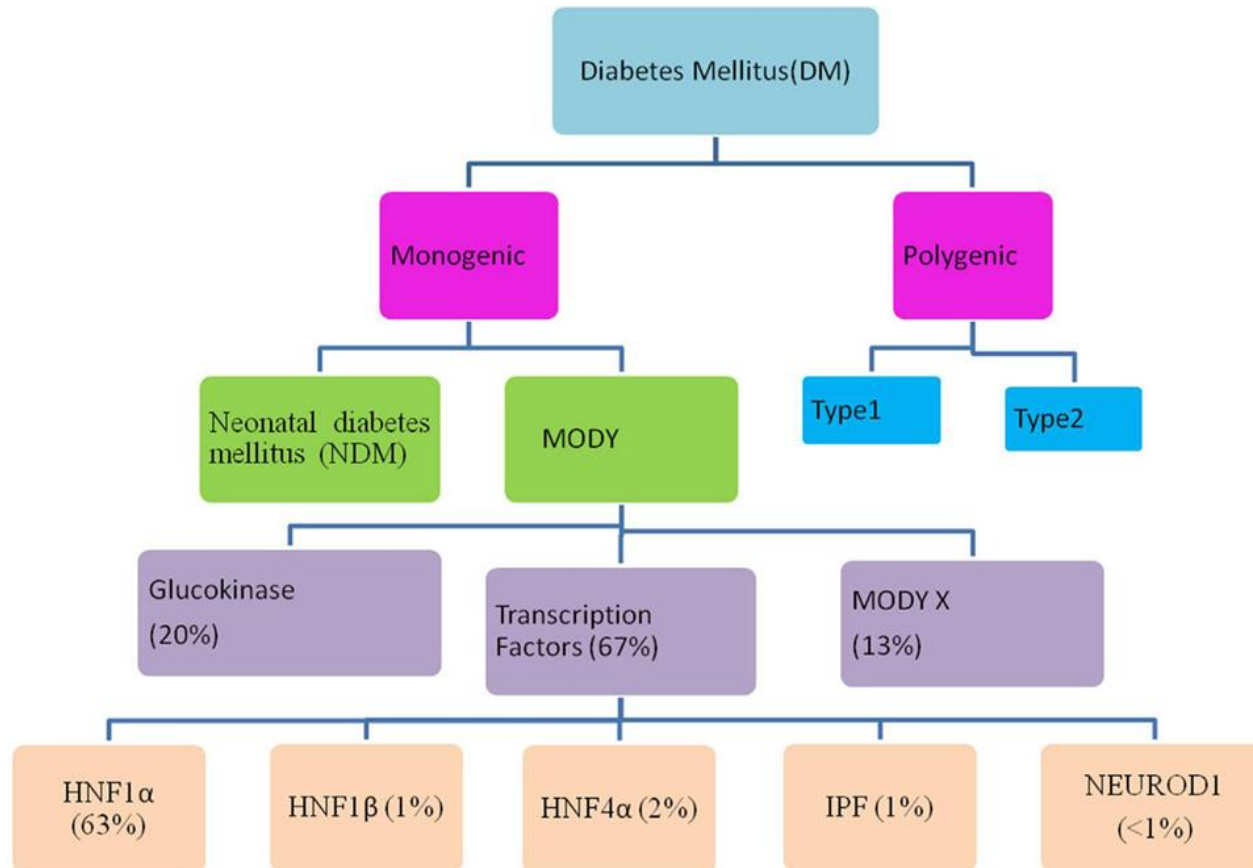 Diabetes Mellitus(DM)
Monogenic
Polygenic
Neonatal diabetes
mellitus (NDM)
MODY
Type1
Type2
Glucokinase
(20%)
Transcription
Factors (67%)
MODY X
(13%)
HNF1α
(63%)
HNF1β (1%)
HNF4α (2%)
IPF (1%)
NEUROD1
(<1%)